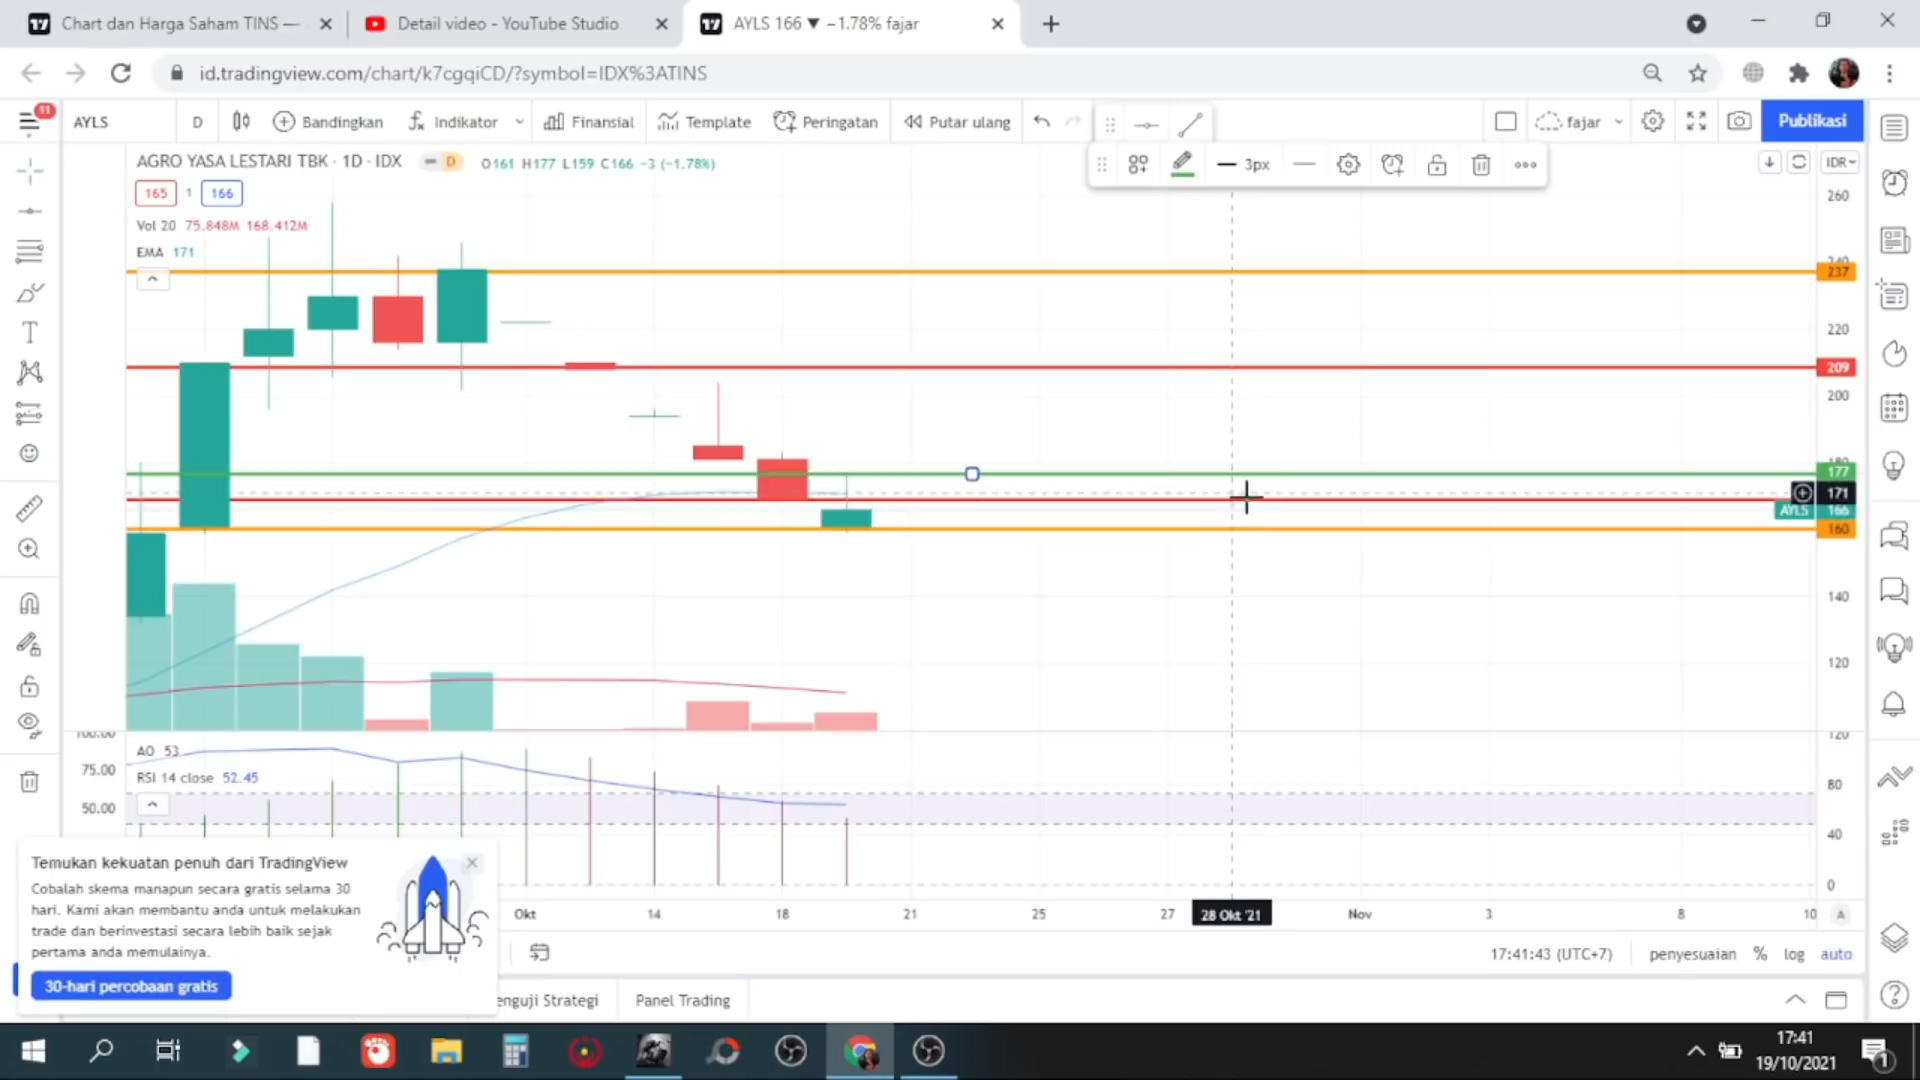 Chart dan Harga Saham TINS —
Detail video - YouTube Studio
AYLS 166 ▼ −1.78% fajar
id.tradingview.com/chart/k7cgqiCD/?symbol=IDX%3ATINS
11
AYLS
D
Bandingkan
Indikator
Finansial
Template
Peringatan
Putar ulang
fajar
Publikasi
AGRO YASA LESTARI TBK · 1D · IDX
D
O161 H177 L159 C166 −3 (−1.78%)
3px
IDR
165 1 166
Vol 20 75.848M 168.412M
EMA 171
260
237
220
209
200
177
171
AYLS 166
160
140
120
AO 53
RSI 14 close 52.45
100.00
75.00
50.00
120
80
40
0
Temukan kekuatan penuh dari TradingView
Cobalah skema manapun secara gratis selama 30
hari. Kami akan membantu anda untuk melakukan
trade dan berinvestasi secara lebih baik sejak
pertama anda memulainya.
30-hari percobaan gratis
Okt 14 18 21 25 27 28 Okt '21 Nov 3 8 10 A
17:41:43 (UTC+7) penyesuaian % log auto
enguji Strategi
Panel Trading
17:41
19/10/2021
1